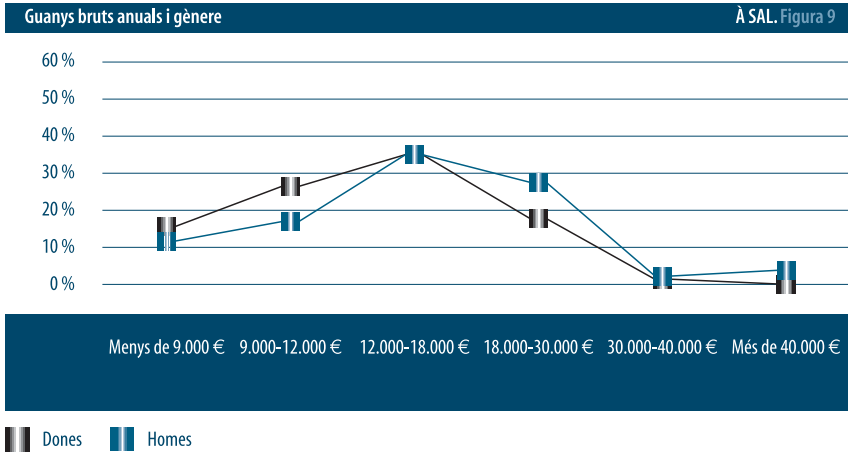 Guanys bruts anuals i gènere À SAL. Figura 9
60 %
50 %
40 %
30 %
20 %
10 %
0 %
Menys de 9.000 € 9.000-12.000 € 12.000-18.000 € 18.000-30.000 € 30.000-40.000 € Més de 40.000 €
Dones Homes